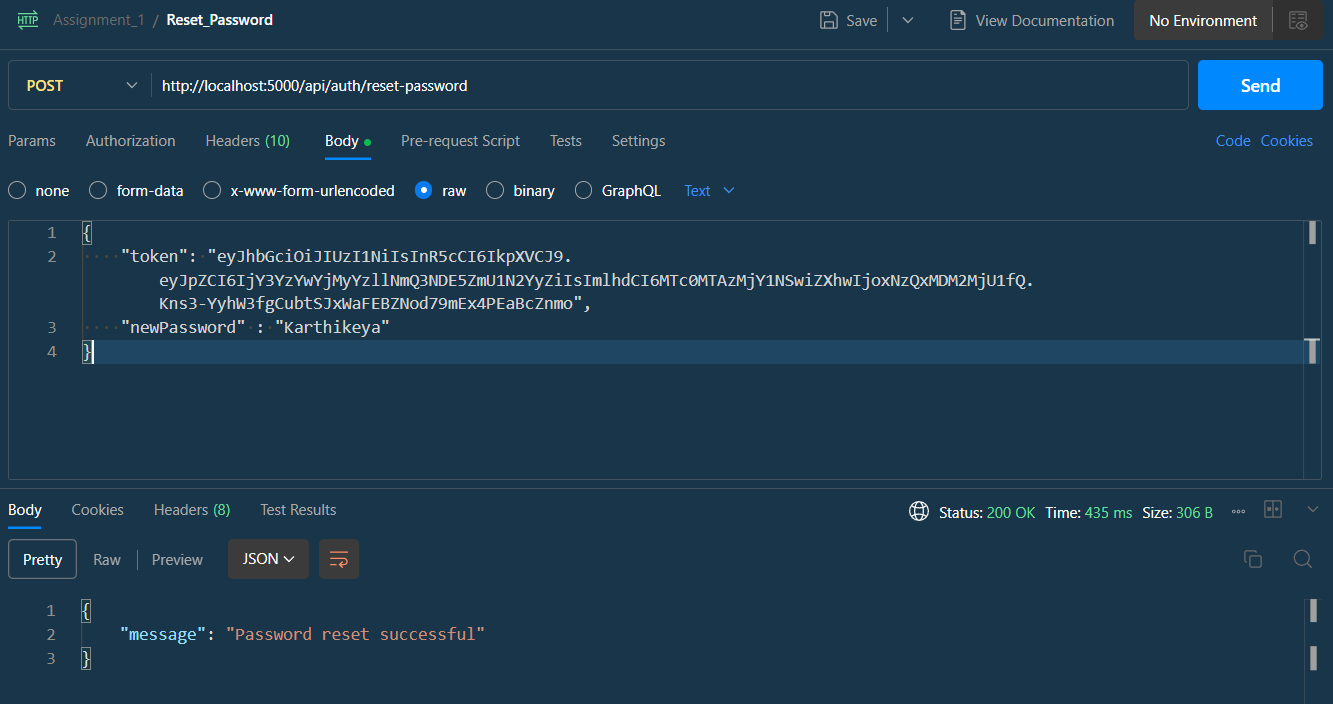 HTTP Assignment_1 / Reset_Password Save View Documentation No Environment
POST http://localhost:5000/api/auth/reset-password Send
Params Authorization Headers (10) Body Pre-request Script Tests Settings Code Cookies
none form-data x-www-form-urlencoded raw binary GraphQL Text
1 {
2 "token": "eyJhbGciOiJIUzI1NiIsInR5cCI6IkpXVCJ9.
eyJpZCI6IjY3YzYwYjMyYzllNmQ3NDE5ZmU1N2YyZiIsImlhdCI6MTc0MTAzMjY1NSwiZXhwIjoxNzQxMDM2MjU1fQ.
Kns3-YyhW3fgCubtSJxWaFEBZNod79mEx4PEaBcZnmo",
3 "newPassword" : "Karthikeya"
4 }
Body Cookies Headers (8) Test Results Status: 200 OK Time: 435 ms Size: 306 B
Pretty Raw Preview JSON
1 {
2 "message": "Password reset successful"
3 }